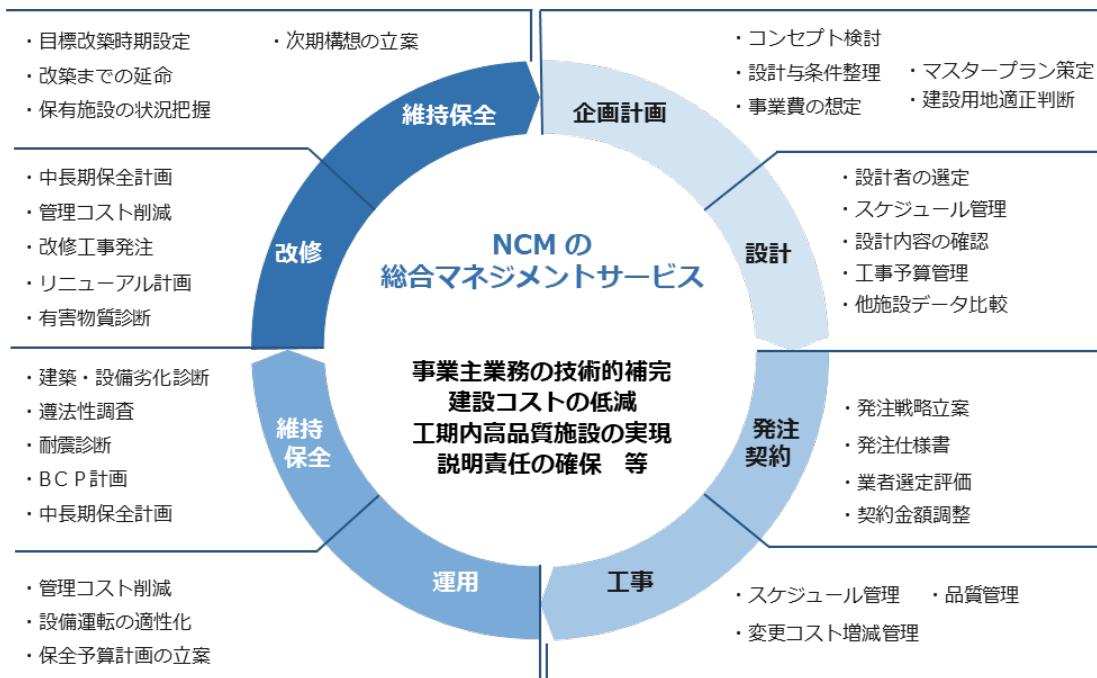 ・目標改築時期設定
・次期構想の立案
・改築までの延命
・保有施設の状況把握
維持保全
・コンセプト検討
・設計与条件整理
・マスタープラン策定
・事業費の想定
・建設用地適正判断
企画計画
・中長期保全計画
・管理コスト削減
・改修工事発注
・リニューアル計画
・有害物質診断
改修
NCM の
総合マネジメントサービス
設計
・設計者の選定
・スケジュール管理
・設計内容の確認
・工事予算管理
・他施設データ比較
・建築・設備劣化診断
・遵法性調査
・耐震診断
・ＢＣＰ計画
・中長期保全計画
維持
保全
事業主業務の技術的補完
建設コストの低減
工期内高品質施設の実現
説明責任の確保　等
発注
契約
・発注戦略立案
・発注仕様書
・業者選定評価
・契約金額調整
・管理コスト削減
・設備運転の適性化
・保全予算計画の立案
運用
工事
・スケジュール管理
・品質管理
・変更コスト増減管理